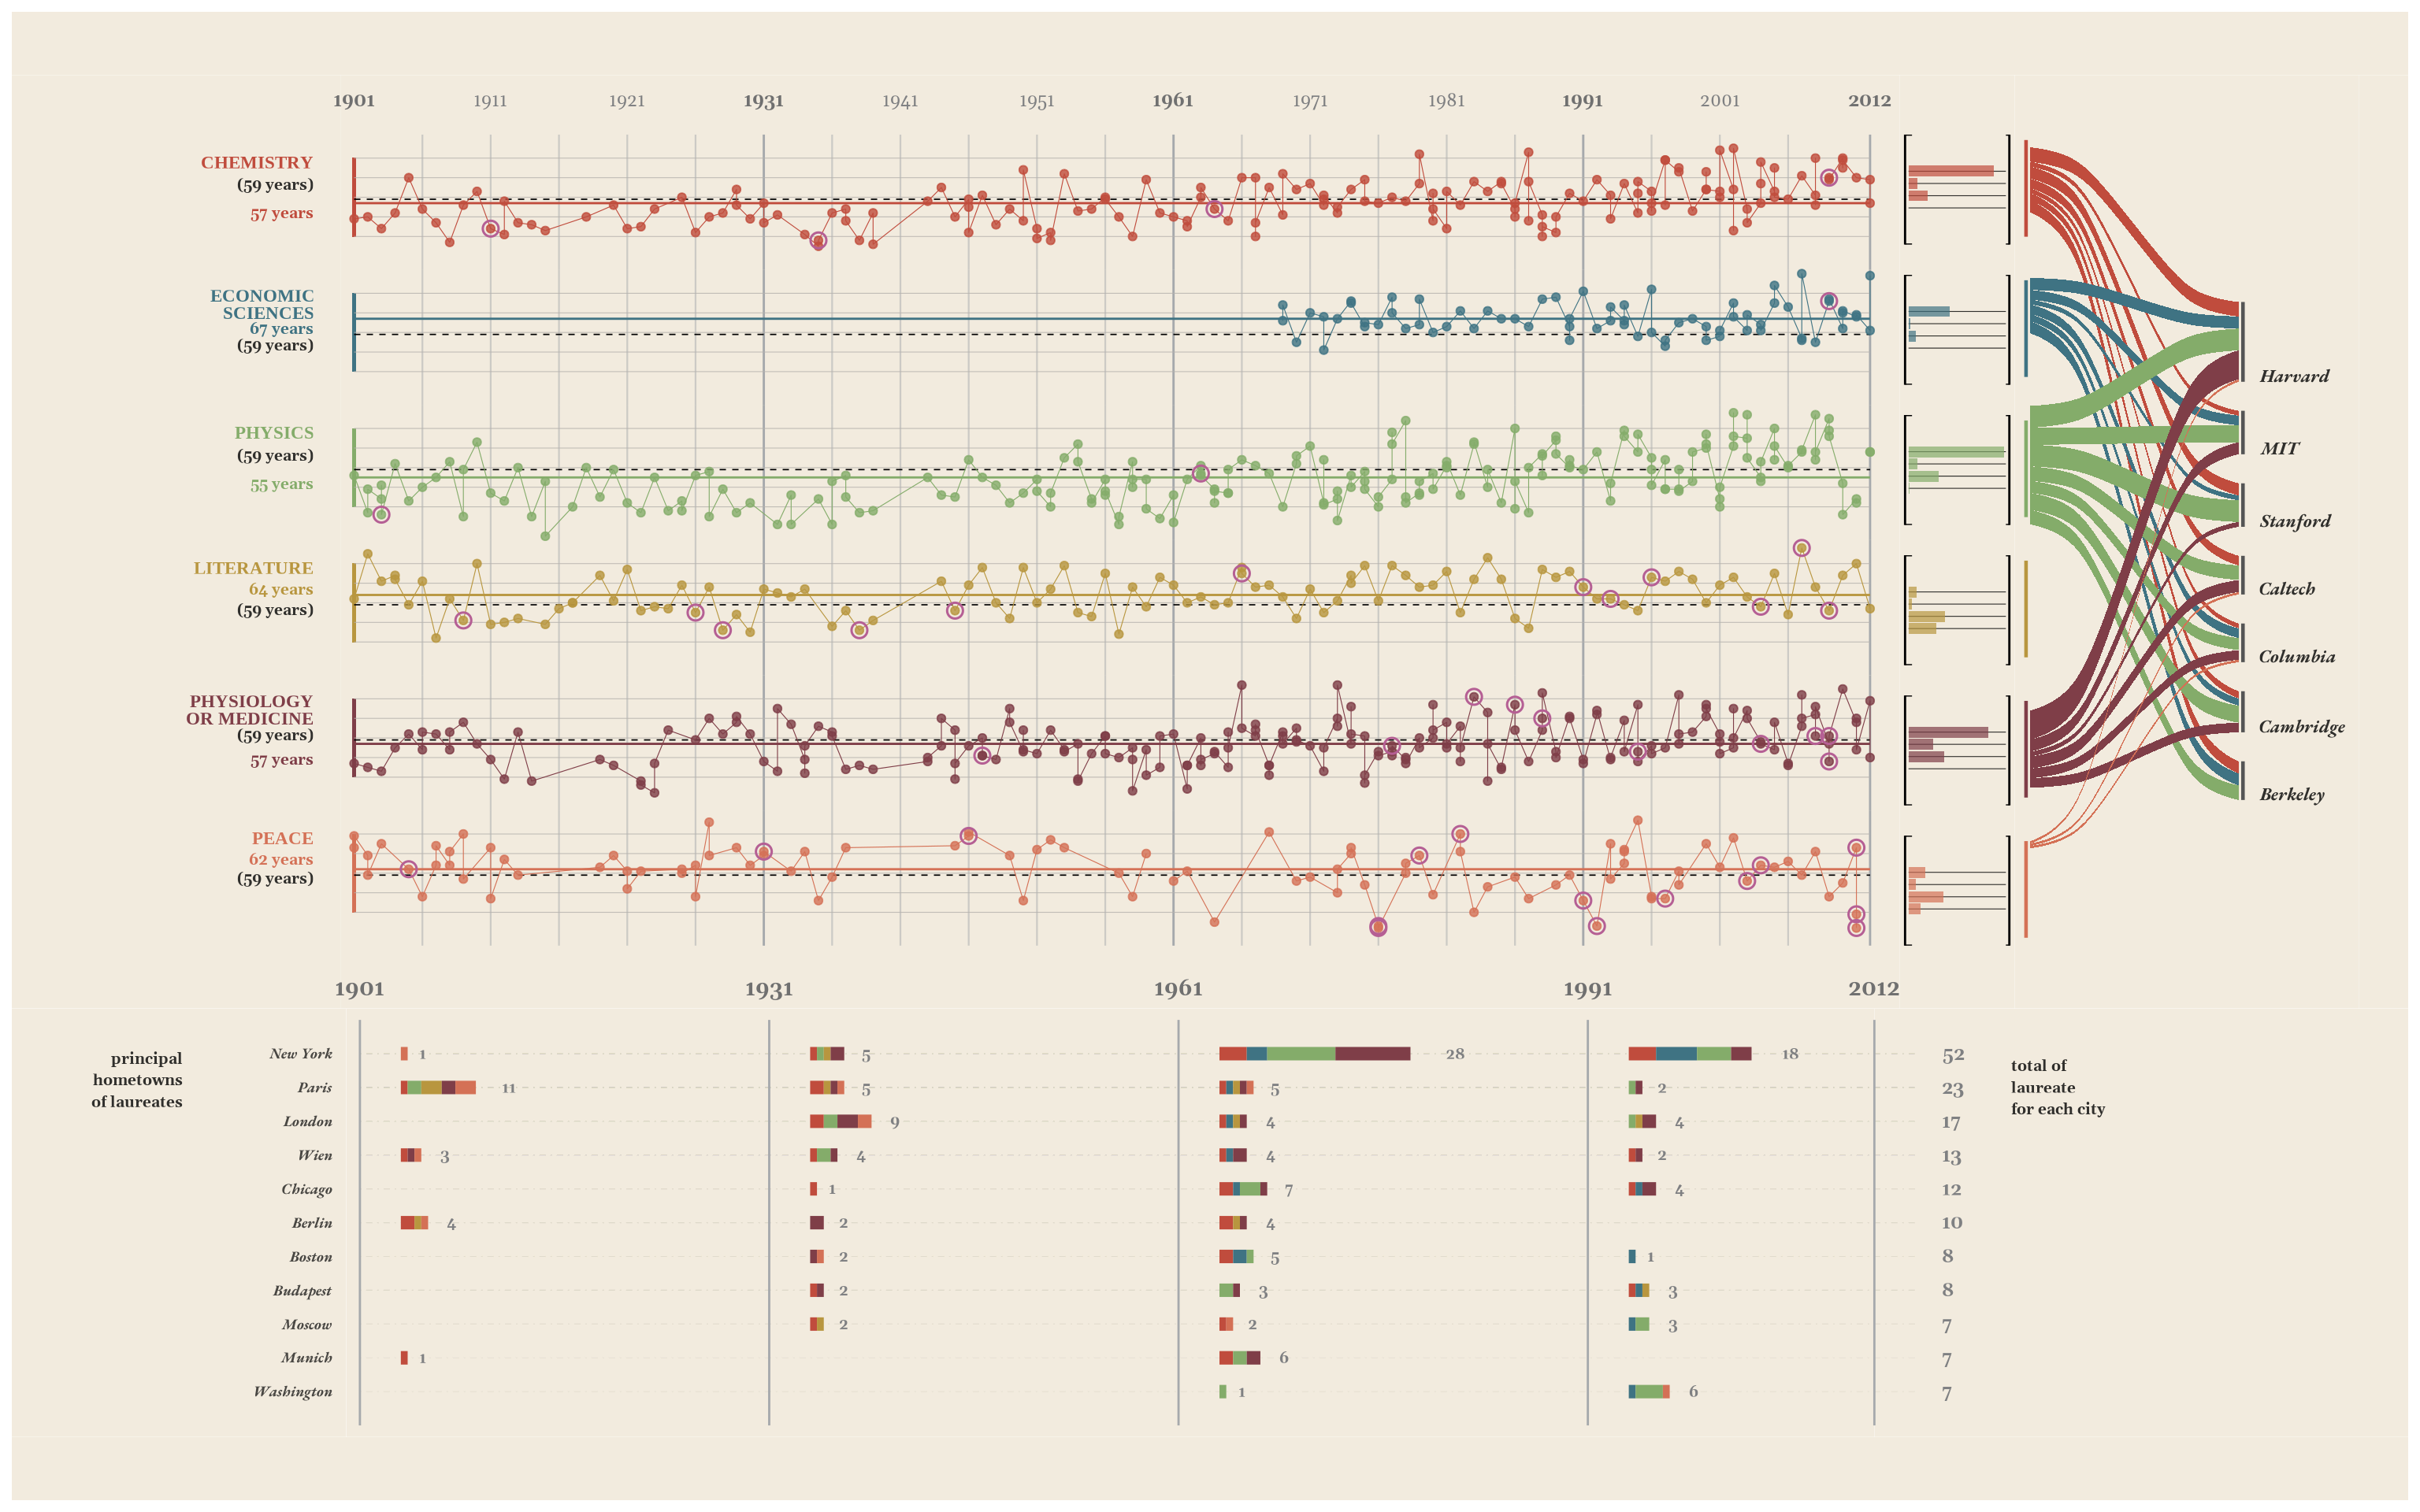 1901 1911 1921 1931 1941 1951 1961 1971 1981 1991 2001 2012
CHEMISTRY
(59 years)
57 years
ECONOMIC
SCIENCES
67 years
(59 years)
PHYSICS
(59 years)
55 years
LITERATURE
64 years
(59 years)
PHYSIOLOGY
OR MEDICINE
(59 years)
57 years
PEACE
62 years
(59 years)
Harvard
MIT
Stanford
Caltech
Columbia
Cambridge
Berkeley
1901 1931 1961 1991 2012
principal
hometowns
of laureates
New York 1 5 28 18 52
Paris 11 5 5 2 23
London 9 4 4 17
Wien 3 4 4 2 13
Chicago 1 7 4 12
Berlin 4 2 4 10
Boston 2 5 1 8
Budapest 2 3 3 8
Moscow 2 2 3 7
Munich 1 6 7
Washington 1 6 7
total of
laureate
for each city